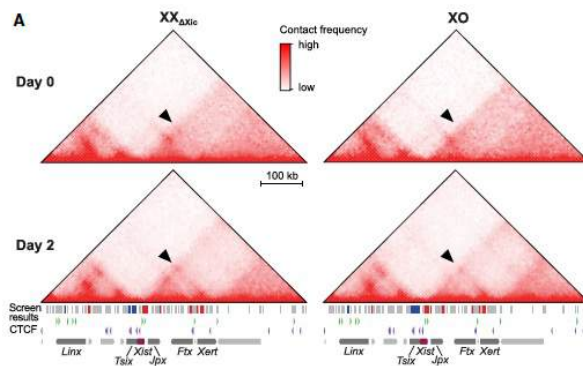 A
XXΔXic
XO
Contact frequency
high
low
Day 0
100 kb
Day 2
Screen results
CTCF
Linx
Tsix
Xist
Jpx
Ftx
Xert
Linx
Tsix
Xist
Jpx
Ftx
Xert